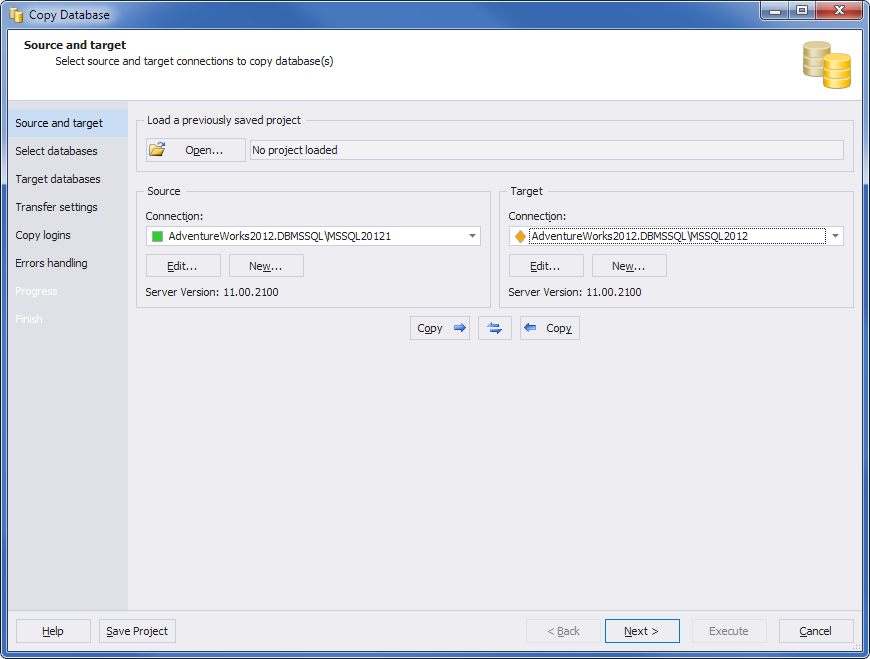 Copy Database
Source and target
Select source and target connections to copy database(s)
Source and target
Select databases
Target databases
Transfer settings
Copy logins
Errors handling
Progress
Finish
Load a previously saved project
Open... No project loaded
Source
Connection:
AdventureWorks2012.DBMSSQL\MSSQL20121
Edit... New...
Server Version: 11.00.2100
Target
Connection:
AdventureWorks2012.DBMSSQL\MSSQL2012
Edit... New...
Server Version: 11.00.2100
Copy Copy
Help Save Project < Back Next > Execute Cancel